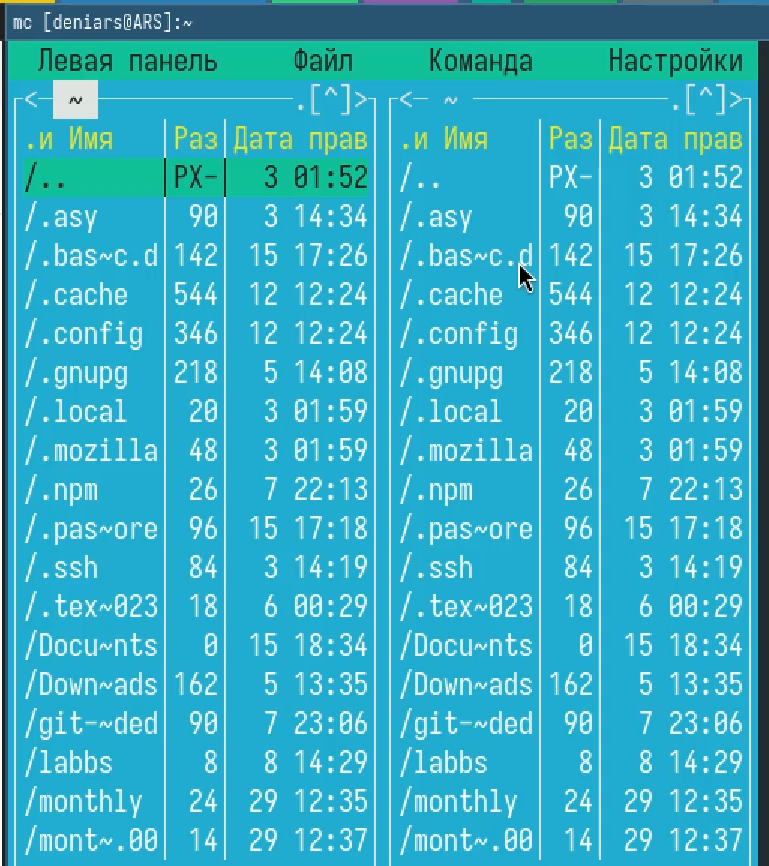 mc [deniars@ARS]:~
Левая панель Файл Команда Настройки
<- ~ .[^]> <- ~ .[^]>
.и Имя Раз Дата прав .и Имя Раз Дата прав
/.. РХ- 3 01:52 /.. РХ- 3 01:52
/.asy 90 3 14:34 /.asy 90 3 14:34
/.bas~c.d 142 15 17:26 /.bas~c.d 142 15 17:26
/.cache 544 12 12:24 /.cache 544 12 12:24
/.config 346 12 12:24 /.config 346 12 12:24
/.gnupg 218 5 14:08 /.gnupg 218 5 14:08
/.local 20 3 01:59 /.local 20 3 01:59
/.mozilla 48 3 01:59 /.mozilla 48 3 01:59
/.npm 26 7 22:13 /.npm 26 7 22:13
/.pas~ore 96 15 17:18 /.pas~ore 96 15 17:18
/.ssh 84 3 14:19 /.ssh 84 3 14:19
/.tex~023 18 6 00:29 /.tex~023 18 6 00:29
/Docu~nts 0 15 18:34 /Docu~nts 0 15 18:34
/Down~ads 162 5 13:35 /Down~ads 162 5 13:35
/git-~ded 90 7 23:06 /git-~ded 90 7 23:06
/labbs 8 8 14:29 /labbs 8 8 14:29
/monthly 24 29 12:35 /monthly 24 29 12:35
/mont~.00 14 29 12:37 /mont~.00 14 29 12:37